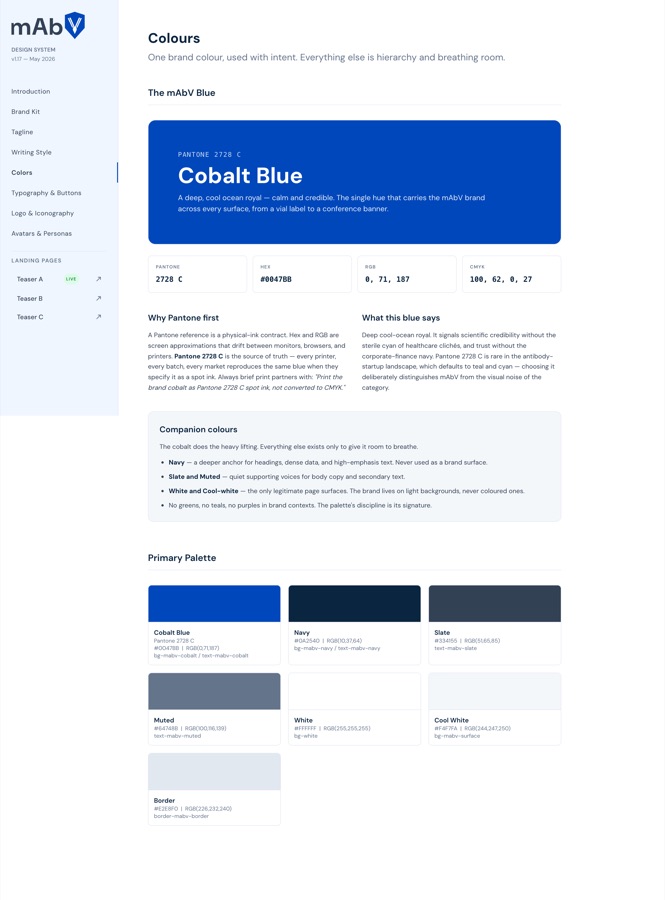 mAbV
DESIGN SYSTEM
v1.17 — May 2026
Introduction
Brand Kit
Tagline
Writing Style
Colors
Typography & Buttons
Logo & Iconography
Avatars & Personas
LANDING PAGES
Teaser A LIVE ↗
Teaser B ↗
Teaser C ↗
Colours
One brand colour, used with intent. Everything else is hierarchy and breathing room.
The mAbV Blue
PANTONE 2728 C
Cobalt Blue
A deep, cool ocean royal — calm and credible. The single hue that carries the mAbV brand
across every surface, from a vial label to a conference banner.
PANTONE
2728 C
HEX
#0047BB
RGB
0, 71, 187
CMYK
100, 62, 0, 27
Why Pantone first
A Pantone reference is a physical-ink contract. Hex and RGB are
screen approximations that drift between monitors, browsers, and
printers. Pantone 2728 C is the source of truth — every printer,
every batch, every market reproduces the same blue when they
specify it as a spot ink. Always brief print partners with: "Print the
brand cobalt as Pantone 2728 C spot ink, not converted to CMYK."
What this blue says
Deep cool-ocean royal. It signals scientific credibility without the
sterile cyan of healthcare clichés, and trust without the
corporate-finance navy. Pantone 2728 C is rare in the antibody-
startup landscape, which defaults to teal and cyan — choosing it
deliberately distinguishes mAbV from the visual noise of the
category.
Companion colours
The cobalt does the heavy lifting. Everything else exists only to give it room to breathe.
• Navy — a deeper anchor for headings, dense data, and high-emphasis text. Never used as a brand surface.
• Slate and Muted — quiet supporting voices for body copy and secondary text.
• White and Cool-white — the only legitimate page surfaces. The brand lives on light backgrounds, never coloured ones.
• No greens, no teals, no purples in brand contexts. The palette's discipline is its signature.
Primary Palette
Cobalt Blue
Pantone 2728 C
#0047BB | RGB(0,71,187)
bg-mabv-cobalt / text-mabv-cobalt
Navy
#0A2540 | RGB(10,37,64)
bg-mabv-navy / text-mabv-navy
Slate
#334155 | RGB(51,65,85)
text-mabv-slate
Muted
#64748B | RGB(100,116,139)
text-mabv-muted
White
#FFFFFF | RGB(255,255,255)
bg-white
Cool White
#F4F7FA | RGB(244,247,250)
bg-mabv-surface
Border
#E2E8F0 | RGB(226,232,240)
border-mabv-border